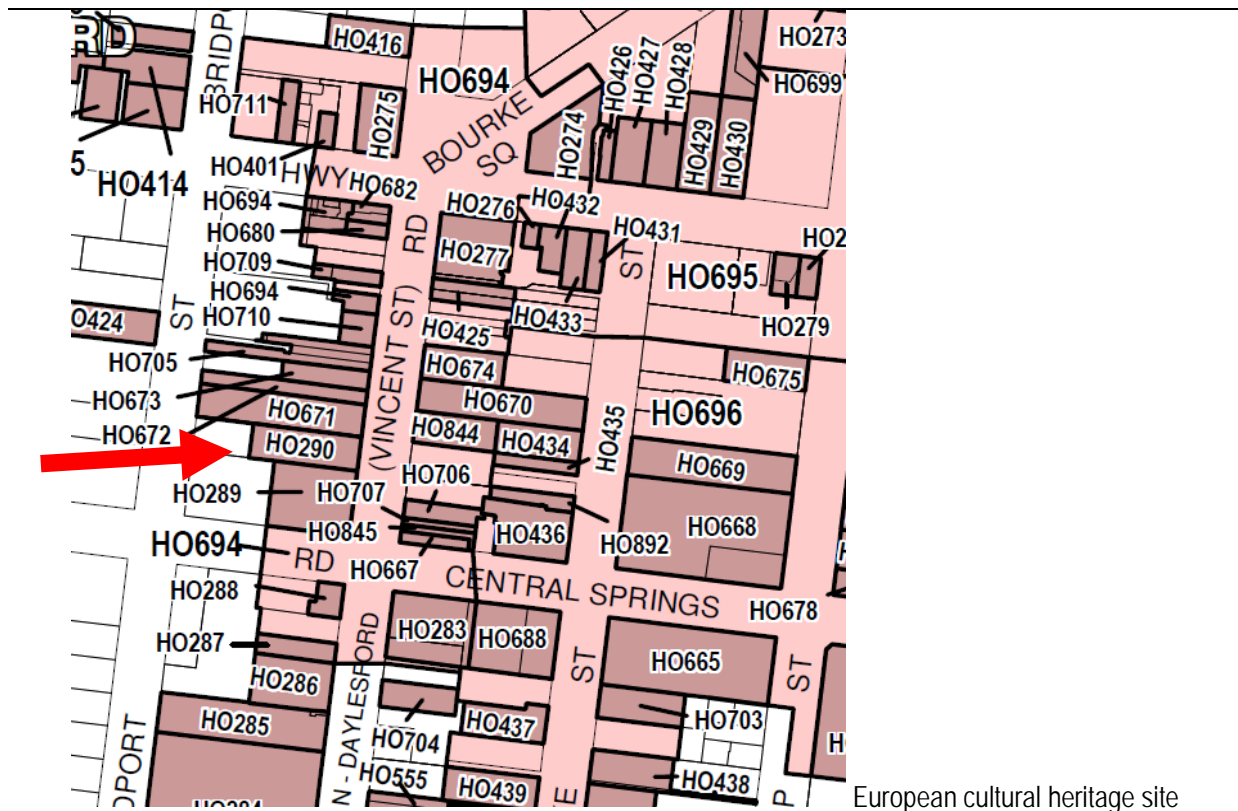 RD
BRIDPO
HO416
HO694
HO426
HO427
HO428
HO273
HO699
HO711
HO275
BOURKE
SQ
HO274
HO429
HO430
5
HO414
HO401
HWY
HO682
HO694
HO276
HO432
HO680
RD
HO431
HO277
ST
HO695
HO709
HO694
HO433
HO279
O424
ST
HO710
HO425
HO705
HO674
HO675
HO673
HO670
HO696
HO671
(VINCENT ST)
HO435
HO672
HO844
HO434
HO290
HO669
HO706
HO289
HO707
HO668
HO845
HO436
HO892
HO694
RD
HO667
CENTRAL SPRINGS
HO678
HO288
HO283
HO688
HO287
HO665
ST
ST
HO286
HO703
HO285
HO437
HO704
N - DAYLESFORD
DPORT
HO555
HO439
HO438
P
European cultural heritage site